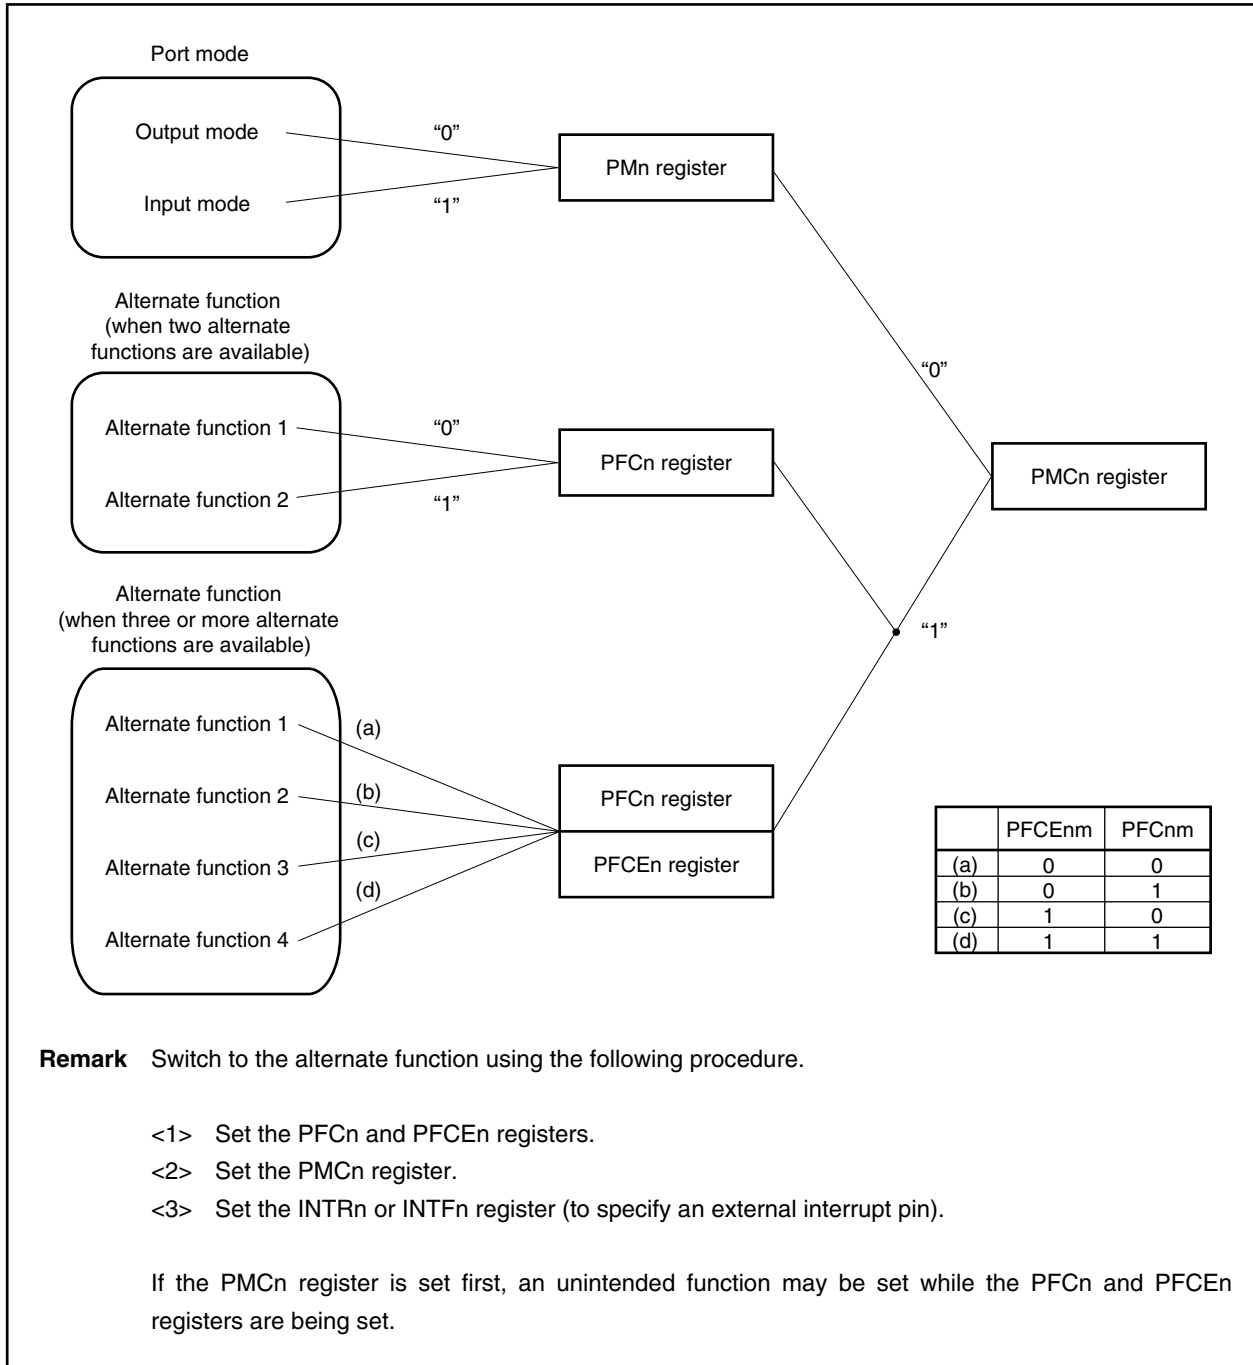 Port mode
Output mode
“0”
PMn register
Input mode
“1”
Alternate function
(when two alternate
functions are available)
“0”
Alternate function 1
“0”
PFCn register
PMCn register
Alternate function 2
“1”
Alternate function
(when three or more alternate
functions are available)
“1”
Alternate function 1
(a)
Alternate function 2
(b)
PFCn register
(c)
Alternate function 3
PFCEn register
(d)
Alternate function 4
PFCEnm PFCnm
(a) 0 0
(b) 0 1
(c) 1 0
(d) 1 1
Remark Switch to the alternate function using the following procedure.
<1> Set the PFCn and PFCEn registers.
<2> Set the PMCn register.
<3> Set the INTRn or INTFn register (to specify an external interrupt pin).
If the PMCn register is set first, an unintended function may be set while the PFCn and PFCEn
registers are being set.